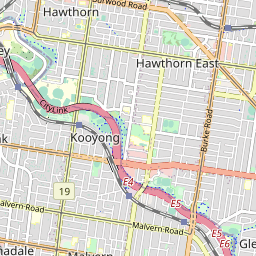 Burwood Road
Hawthorn
ey
Hawthorn East
CityLink
Burke Road
Kooyong
nk
E4
19
E5
Malvern Road
Malvern Road
E5
E6
Gle
Malvern
adale